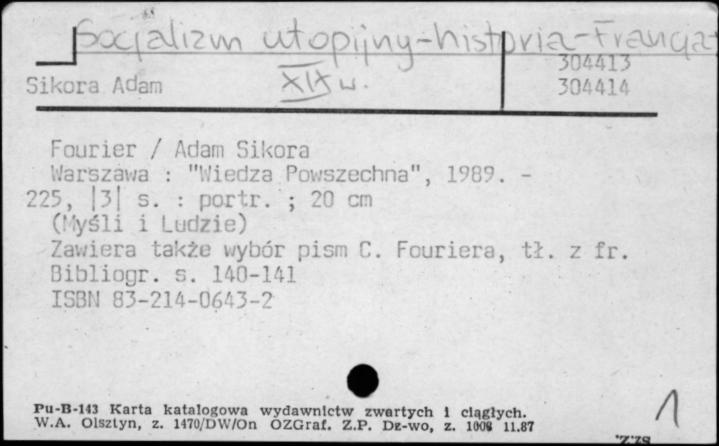 Socjalizm utopijny-historia-Francja-
XIX w.
304413
Sikora Adam
304414
Fourier / Adam Sikora
Warszawa : "Wiedza Powszechna", 1989. -
225, |3| s. : portr. ; 20 cm
(Myśli i Ludzie)
Zawiera także wybór pism C. Fouriera, tł. z fr.
Bibliogr. s. 140-141
ISBN 83-214-0643-2
Pu-B-143 Karta katalogowa wydawnictw zwartych i ciągłych.
W.A. Olsztyn, z. 1470/DW/On OZGraf. Z.P. Dz-wo, z. 1008 11.87
1